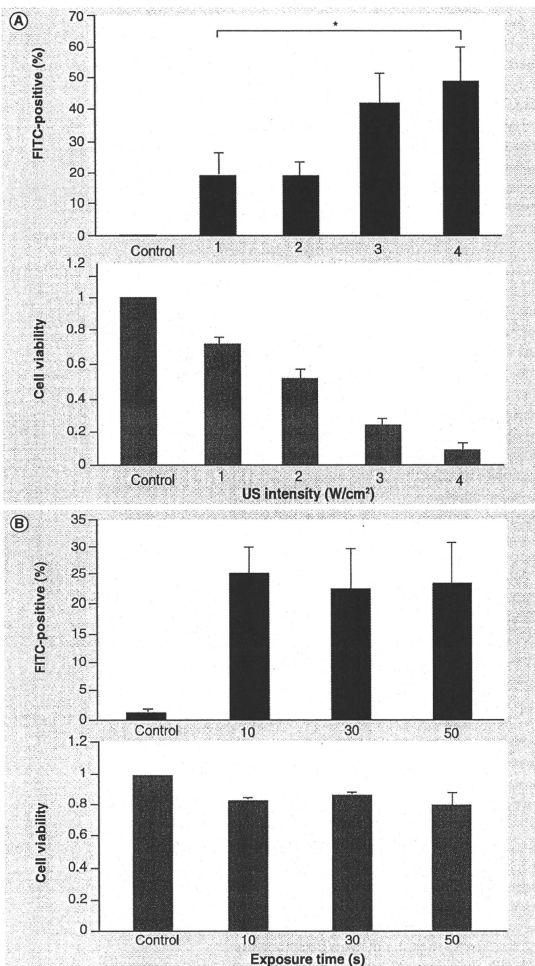 A
FITC-positive (%)
70
60
50
40
30
20
10
0
*
Control 1 2 3 4
Cell viability
1.2
1
0.8
0.6
0.4
0.2
0
Control 1 2 3 4
US intensity (W/cm²)
B
FITC-positive (%)
35
30
25
20
15
10
5
0
Control 10 30 50
Cell viability
1.2
1
0.8
0.6
0.4
0.2
0
Control 10 30 50
Exposure time (s)